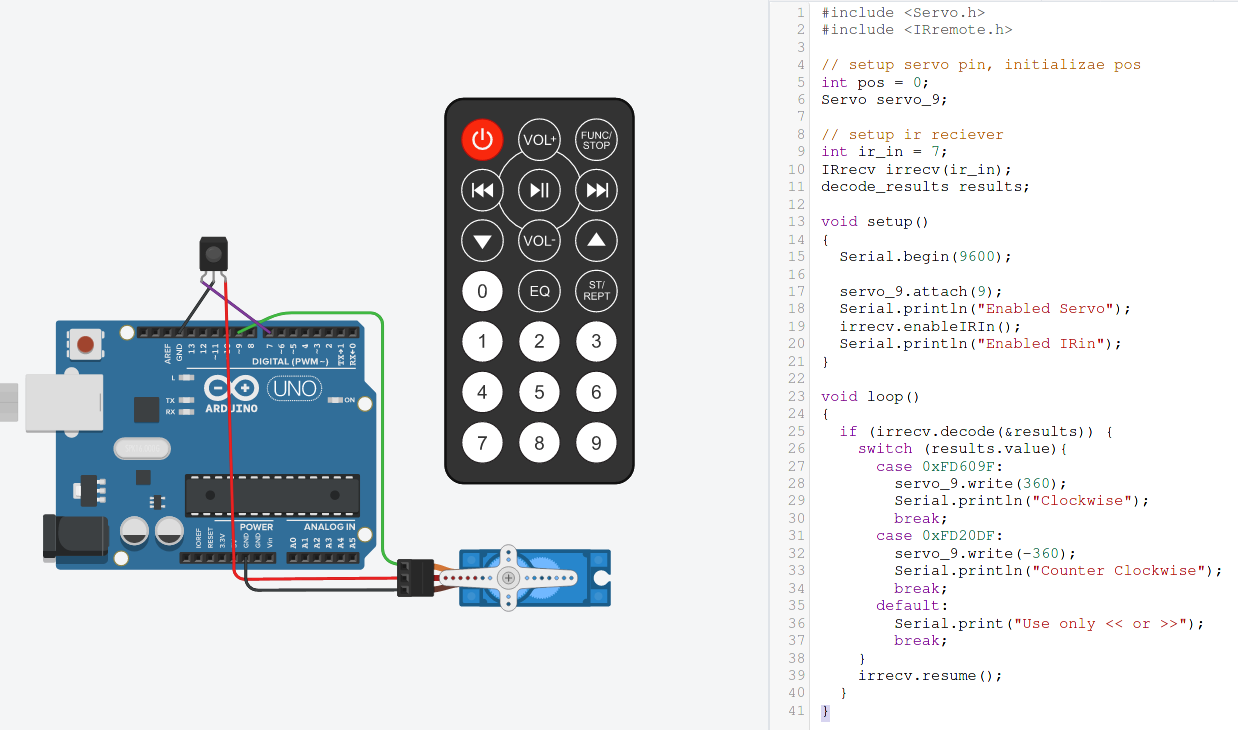 VOL+
FUNC/
STOP
VOL-
0
EQ
ST/
REPT
1
2
3
4
5
6
7
8
9
AREF
GND
13
12
~11
~9
8
7
~6
~5
4
~3
2
TX→1
RX←0
DIGITAL (PWM~)
L
TX
RX
ARDUINO
UNO
ON
IOREF
RESET
3.3V
GND
GND
Vin
POWER
ANALOG IN
A0
A1
A2
A3
A4
A5
1 #include <Servo.h>
2 #include <IRremote.h>
3
4 // setup servo pin, initializae pos
5 int pos = 0;
6 Servo servo_9;
7
8 // setup ir reciever
9 int ir_in = 7;
10 IRrecv irrecv(ir_in);
11 decode_results results;
12
13 void setup()
14 {
15 Serial.begin(9600);
16
17 servo_9.attach(9);
18 Serial.println("Enabled Servo");
19 irrecv.enableIRIn();
20 Serial.println("Enabled IRin");
21 }
22
23 void loop()
24 {
25 if (irrecv.decode(&results)) {
26 switch (results.value){
27 case 0xFD609F:
28 servo_9.write(360);
29 Serial.println("Clockwise");
30 break;
31 case 0xFD20DF:
32 servo_9.write(-360);
33 Serial.println("Counter Clockwise");
34 break;
35 default:
36 Serial.print("Use only << or >>");
37 break;
38 }
39 irrecv.resume();
40 }
41 }